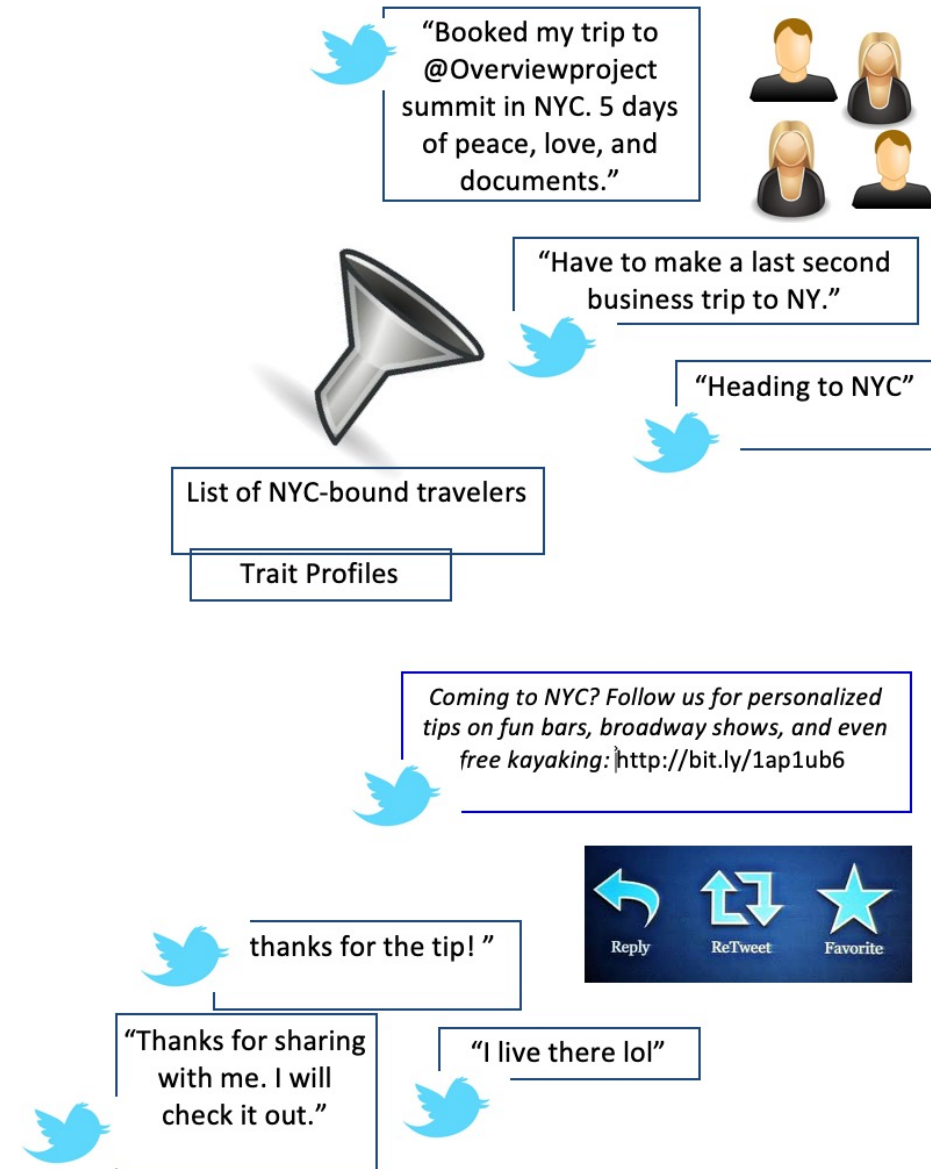 “Booked my trip to
@Overviewproject
summit in NYC. 5 days
of peace, love, and
documents.”
“Have to make a last second
business trip to NY.”
“Heading to NYC”
List of NYC-bound travelers
Trait Profiles
Coming to NYC? Follow us for personalized
tips on fun bars, broadway shows, and even
free kayaking: http://bit.ly/1ap1ub6
Reply
ReTweet
Favorite
thanks for the tip! ”
“Thanks for sharing
with me. I will
check it out.”
“I live there lol”